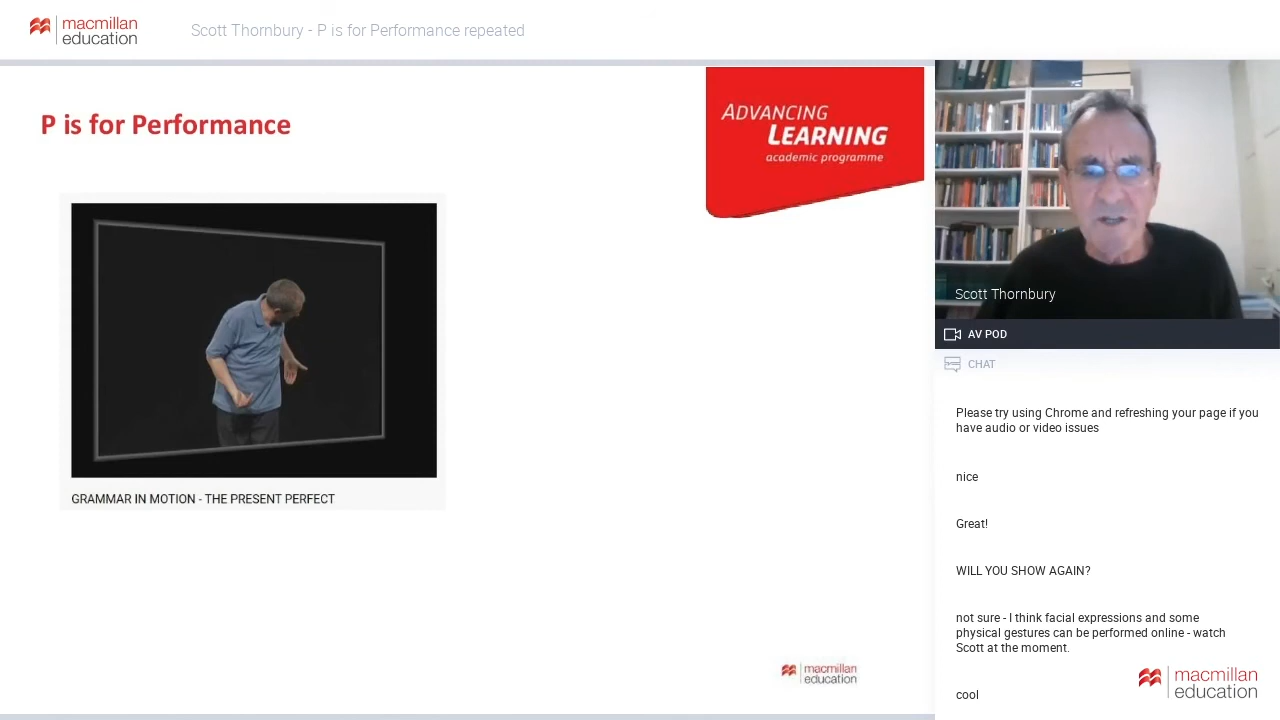 macmillan
education
Scott Thornbury - P is for Performance repeated
P is for Performance
ADVANCING
LEARNING
academic programme
GRAMMAR IN MOTION - THE PRESENT PERFECT
macmillan
education
Scott Thornbury
AV POD
CHAT
Please try using Chrome and refreshing your page if you
have audio or video issues
nice
Great!
WILL YOU SHOW AGAIN?
not sure - I think facial expressions and some
physical gestures can be performed online - watch
Scott at the moment.
cool
macmillan
education